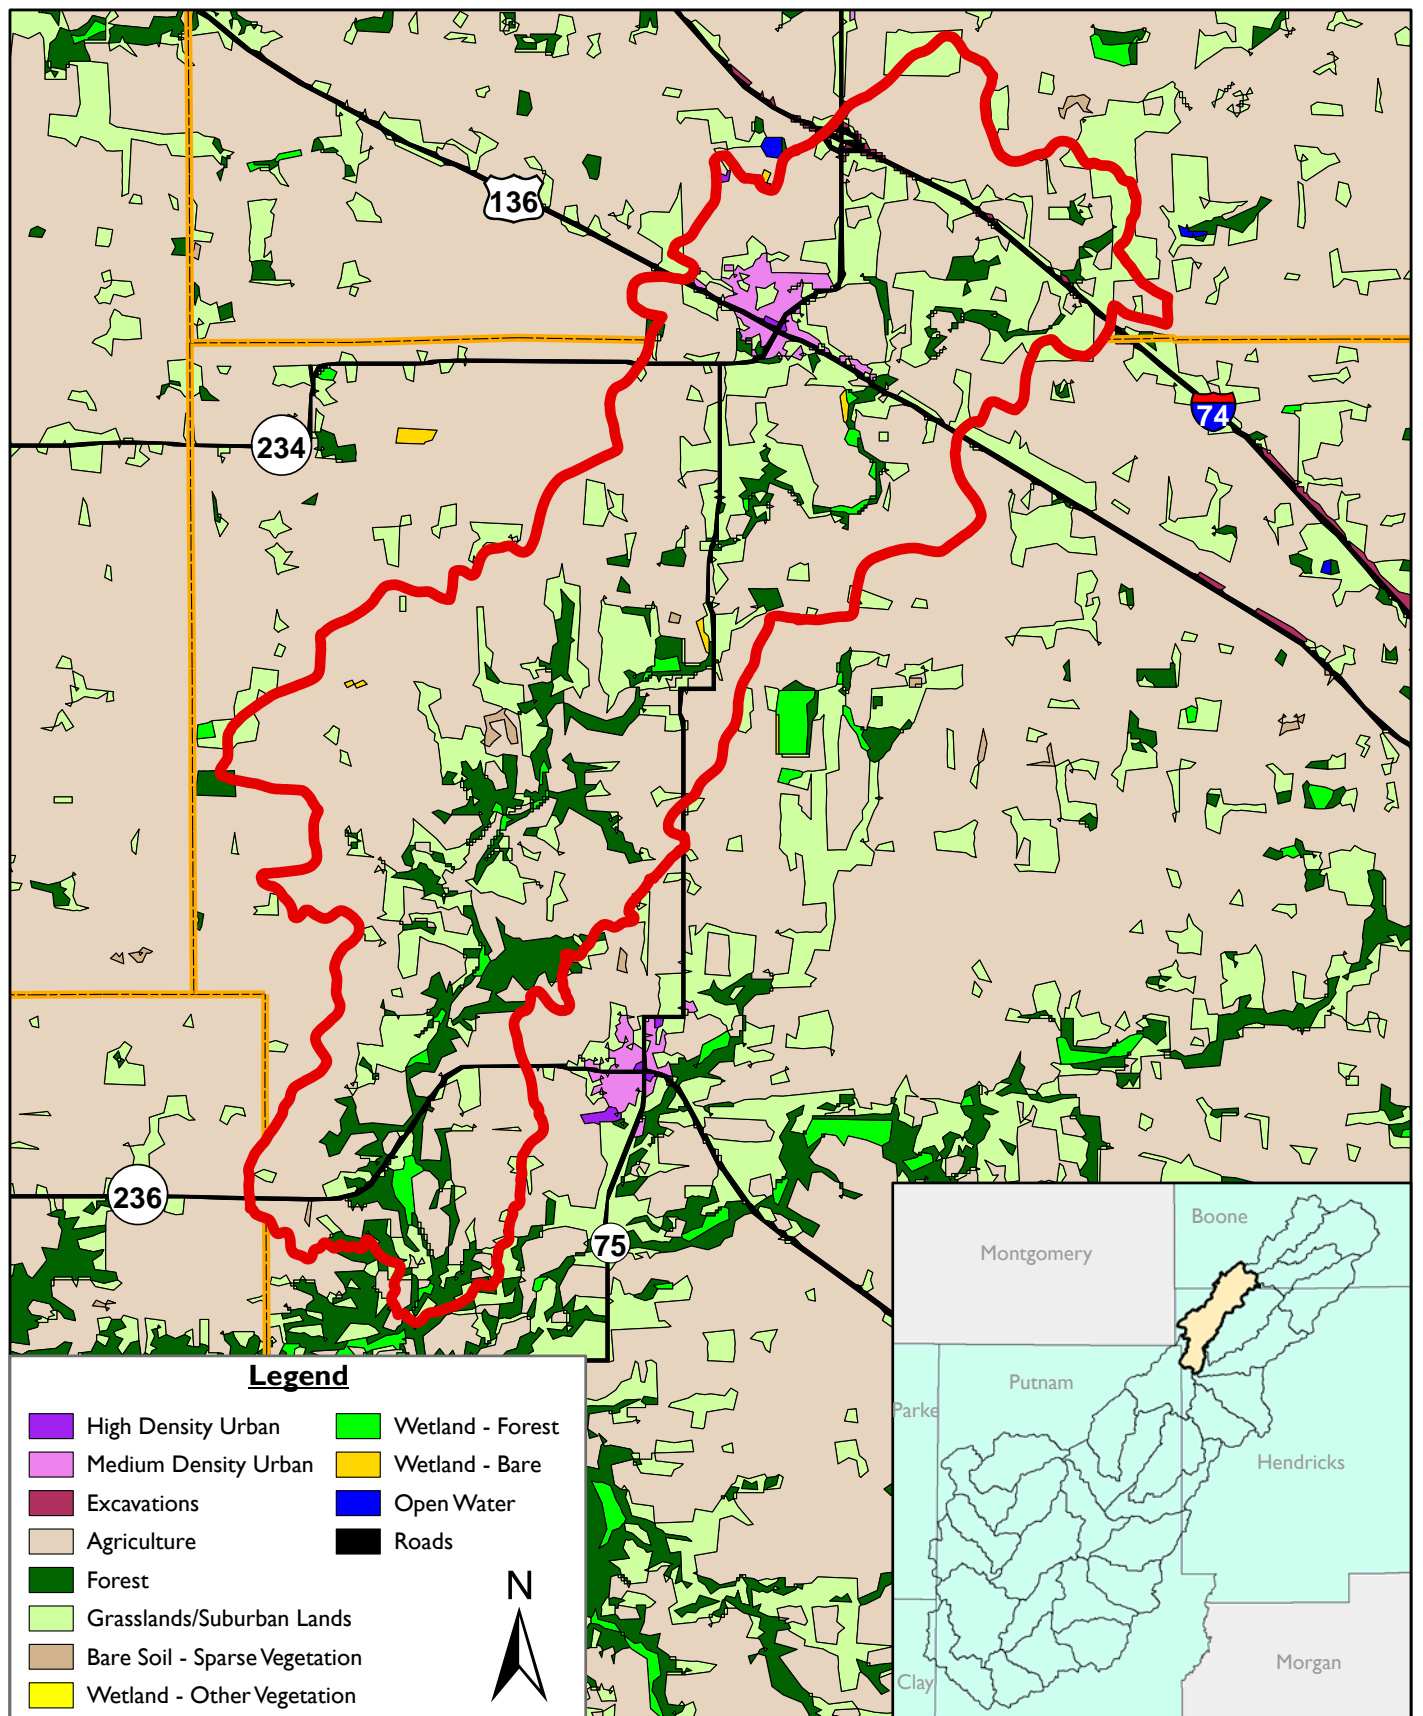 136
74
234
236
75
Legend
High Density Urban
Medium Density Urban
Excavations
Agriculture
Forest
Grasslands/Suburban Lands
Bare Soil - Sparse Vegetation
Wetland - Other Vegetation
Wetland - Forest
Wetland - Bare
Open Water
Roads
N
Boone
Montgomery
Putnam
Parke
Hendricks
Clay
Morgan